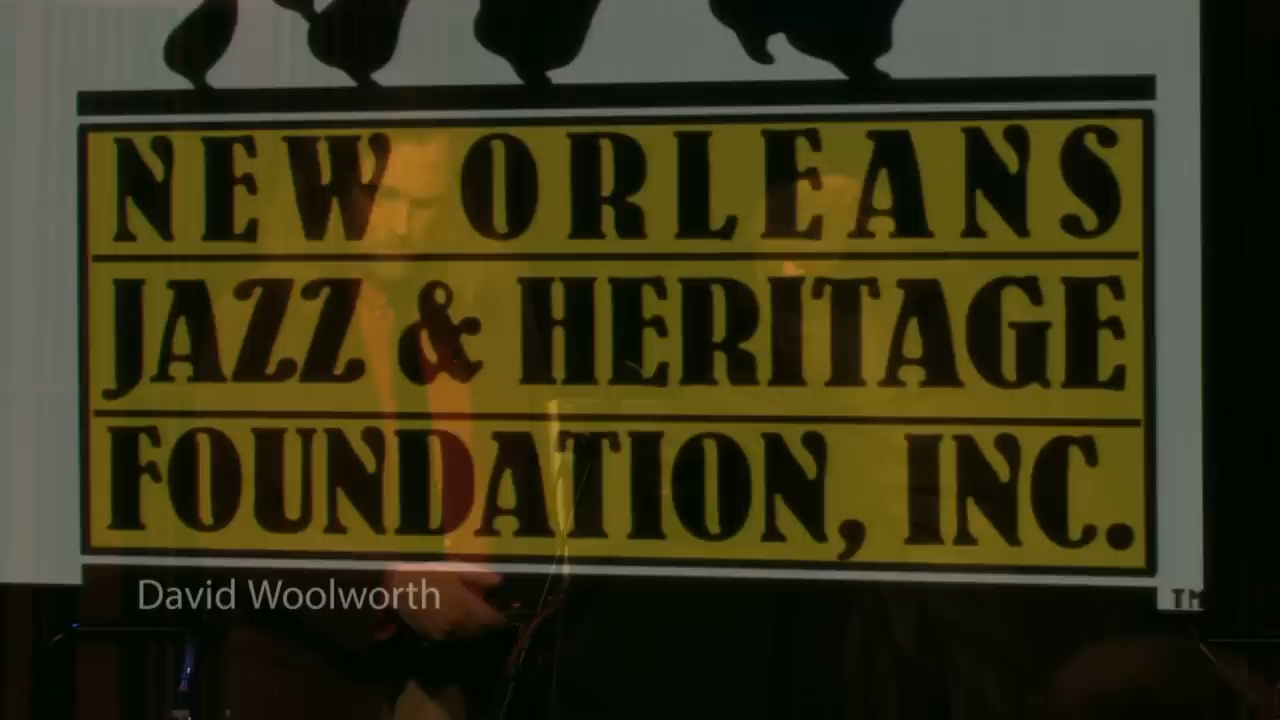 NEW ORLEANS
JAZZ & HERITAGE
FOUNDATION, INC.
David Woolworth
TM